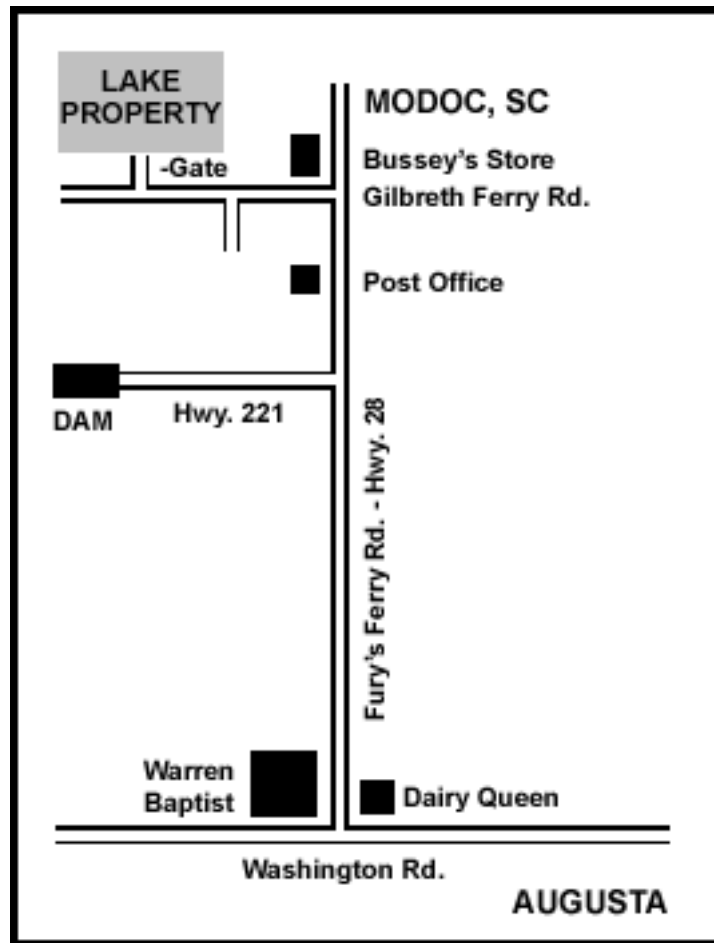 LAKE
PROPERTY
MODOC, SC
-Gate
Bussey's Store
Gilbreth Ferry Rd.
Post Office
DAM
Hwy. 221
Fury's Ferry Rd. - Hwy. 28
Warren
Baptist
Dairy Queen
Washington Rd.
AUGUSTA